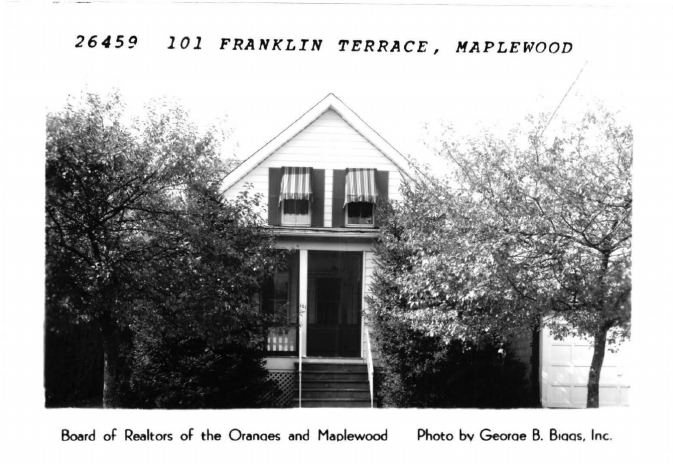 26459 101 FRANKLIN TERRACE, MAPLEWOOD
Board of Realtors of the Oranges and Maplewood Photo by George B. Biggs, Inc.